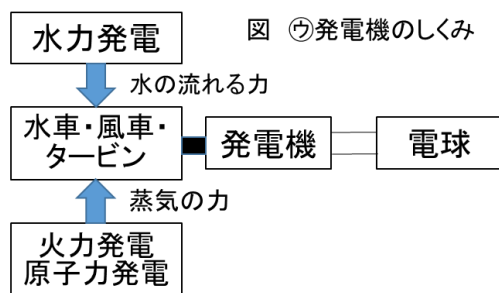 水力発電
図 ㋒発電機のしくみ
水の流れる力
水車・風車・
タービン
発電機
電球
蒸気の力
火力発電
原子力発電